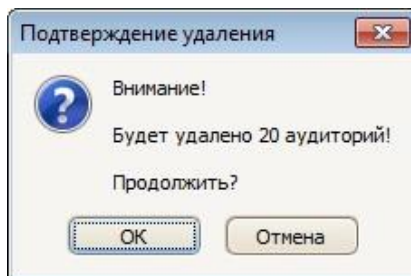 Подтверждение удаления
Внимание!
Будет удалено 20 аудиторий!
Продолжить?
OK
Отмена